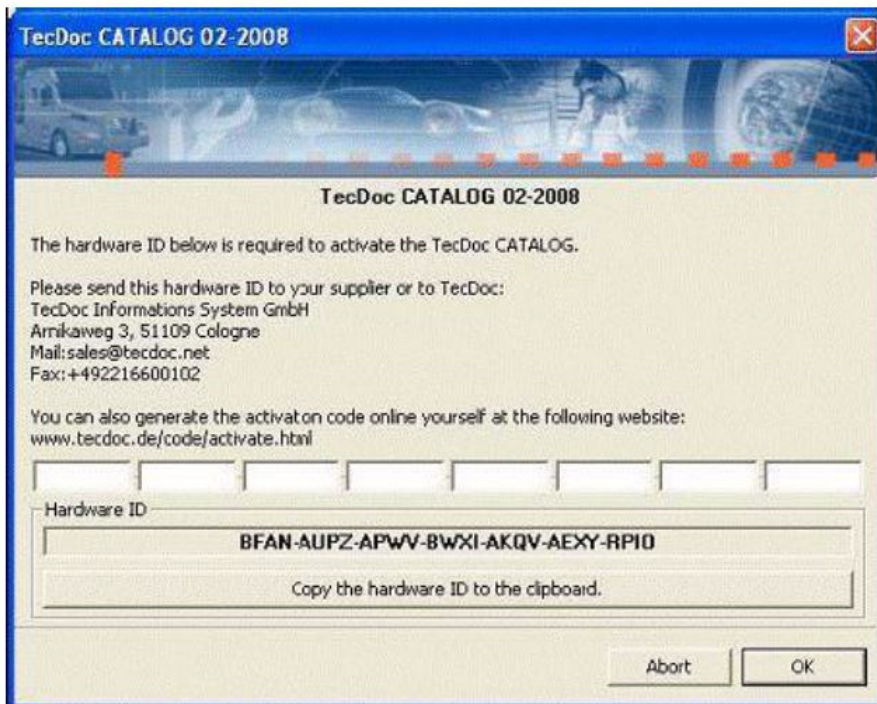 TecDoc CATALOG 02-2008
TecDoc CATALOG 02-2008
The hardware ID below is required to activate the TecDoc CATALOG.
Please send this hardware ID to your supplier or to TecDoc:
TecDoc Informations System GmbH
Arnikaweg 3, 51109 Cologne
Mail:sales@tecdoc.net
Fax:+492216600102
You can also generate the activaton code online yourself at the following website:
www.tecdoc.de/code/activate.html
Hardware ID
BFAN-AUPZ-APWV-BWXI-AKQV-AEXY-RPIO
Copy the hardware ID to the clipboard.
Abort
OK